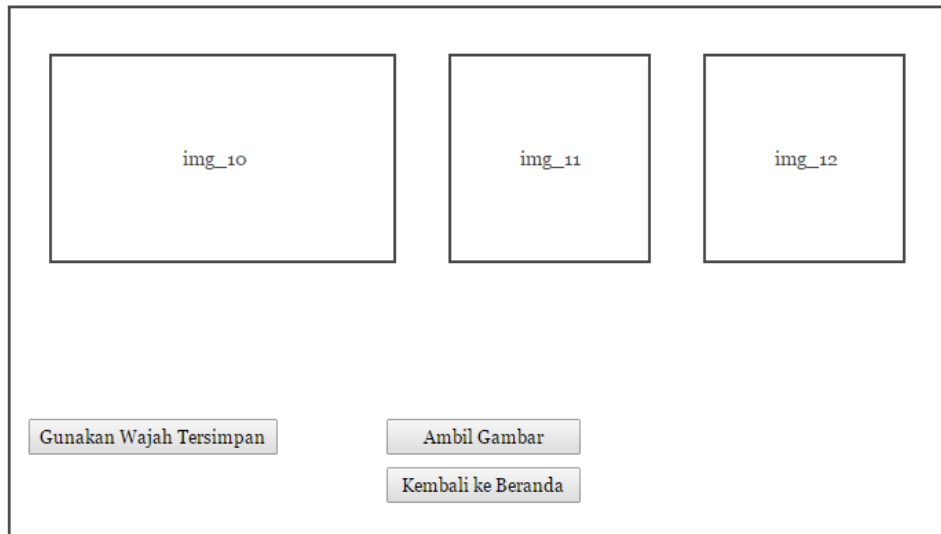 img_10
img_11
img_12
Gunakan Wajah Tersimpan
Ambil Gambar
Kembali ke Beranda